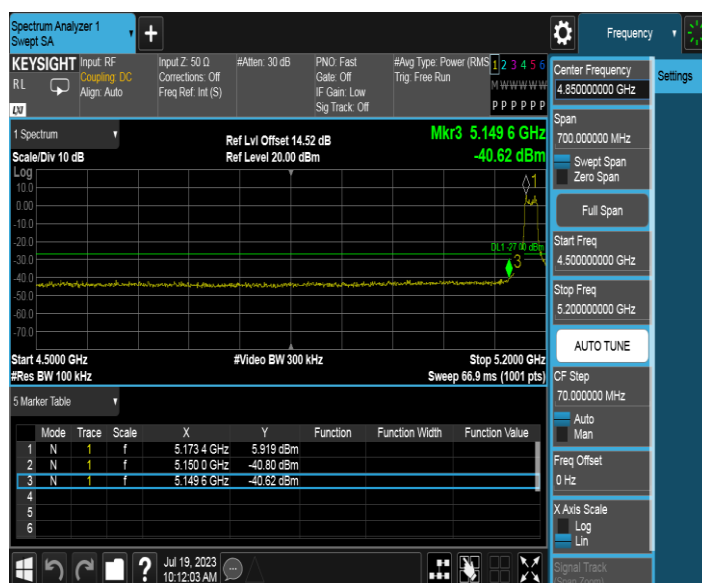 Spectrum Analyzer 1
Swept SA
+
Frequency
KEYSIGHT
RL
LXI
Input: RF
Coupling: DC
Align: Auto
Input Z: 50 Ω
Corrections: Off
Freq Ref: Int (S)
#Atten: 30 dB
PNO: Fast
Gate: Off
IF Gain: Low
Sig Track: Off
#Avg Type: Power (RMS
Trig: Free Run
1 2 3 4 5 6
M W W W W W
P P P P P P
1 Spectrum
Scale/Div 10 dB
Ref Lvl Offset 14.52 dB
Ref Level 20.00 dBm
Mkr3 5.149 6 GHz
-40.62 dBm
Log
10.0
0.00
-10.0
-20.0
-30.0
-40.0
-50.0
-60.0
-70.0
1
DL1 -27.00 dBm
3
Start 4.5000 GHz
#Res BW 100 kHz
#Video BW 300 kHz
Stop 5.2000 GHz
Sweep 66.9 ms (1001 pts)
5 Marker Table
Mode Trace Scale X Y Function Function Width Function Value
1 N 1 f 5.173 4 GHz 5.919 dBm
2 N 1 f 5.150 0 GHz -40.80 dBm
3 N 1 f 5.149 6 GHz -40.62 dBm
4
5
6
?
Jul 19, 2023
10:12:03 AM
Center Frequency
4.850000000 GHz
Settings
Span
700.000000 MHz
Swept Span
Zero Span
Full Span
Start Freq
4.500000000 GHz
Stop Freq
5.200000000 GHz
AUTO TUNE
CF Step
70.000000 MHz
Auto
Man
Freq Offset
0 Hz
X Axis Scale
Log
Lin
Signal Track
(Span Zoom)